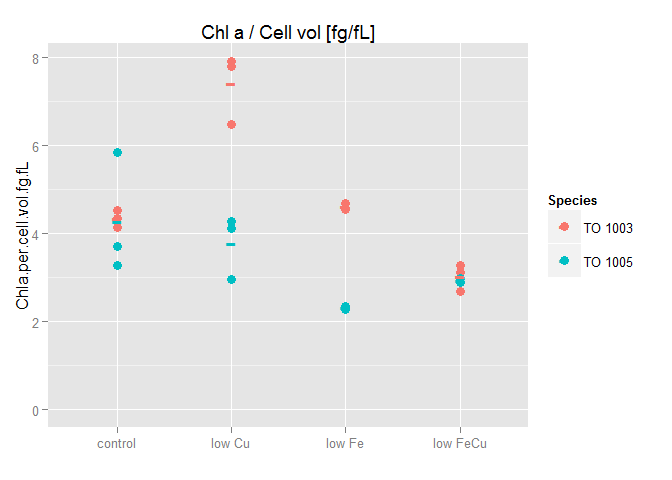 Chl a / Cell vol [fg/fL]
Chla.per.cell.vol.fg.fL
8
6
4
2
0
control
low Cu
low Fe
low FeCu
Species
TO 1003
TO 1005